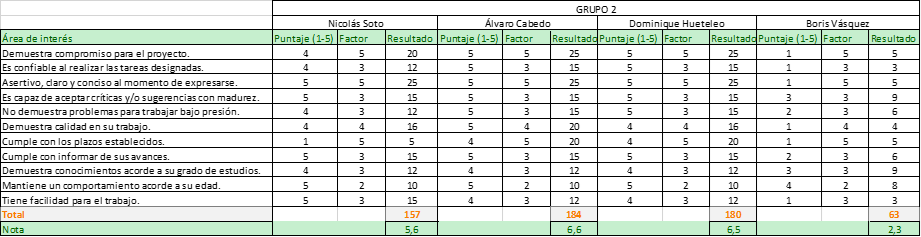 GRUPO 2
Nicolás Soto Álvaro Cabedo Dominique Hueteleo Boris Vásquez
Área de interés Puntaje (1-5) Factor Resultado Puntaje (1-5) Factor Resultado Puntaje (1-5) Factor Resultado Puntaje (1-5) Factor Resultado
Demuestra compromiso para el proyecto. 4 5 20 5 5 25 5 5 25 1 5 5
Es confiable al realizar las tareas designadas. 4 3 12 5 3 15 5 3 15 1 3 3
Asertivo, claro y conciso al momento de expresarse. 5 5 25 5 5 25 5 5 25 1 5 5
Es capaz de aceptar críticas y/o sugerencias con madurez. 5 3 15 5 3 15 5 3 15 3 3 9
No demuestra problemas para trabajar bajo presión. 4 3 12 5 3 15 5 3 15 2 3 6
Demuestra calidad en su trabajo. 4 4 16 5 4 20 4 4 16 1 4 4
Cumple con los plazos establecidos. 1 5 5 4 5 20 4 5 20 1 5 5
Cumple con informar de sus avances. 5 3 15 5 3 15 5 3 15 2 3 6
Demuestra conocimientos acorde a su grado de estudios. 4 3 12 4 3 12 4 3 12 3 3 9
Mantiene un comportamiento acorde a su edad. 5 2 10 5 2 10 5 2 10 4 2 8
Tiene facilidad para el trabajo. 5 3 15 4 3 12 4 3 12 1 3 3
Total 157 184 180 63
Nota 5,6 6,6 6,5 2,3